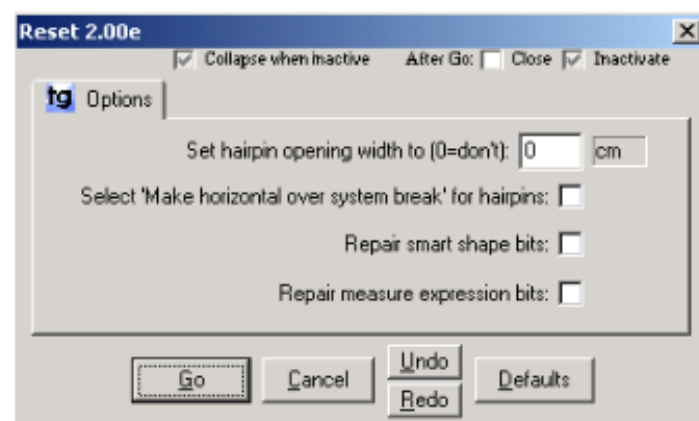 Reset 2.00e
Collapse when inactive After Go: Close Inactivate
tg Options
Set hairpin opening width to (0=don't): 0 cm
Select 'Make horizontal over system break' for hairpins:
Repair smart shape bits:
Repair measure expression bits:
Go Cancel Undo Defaults
Redo